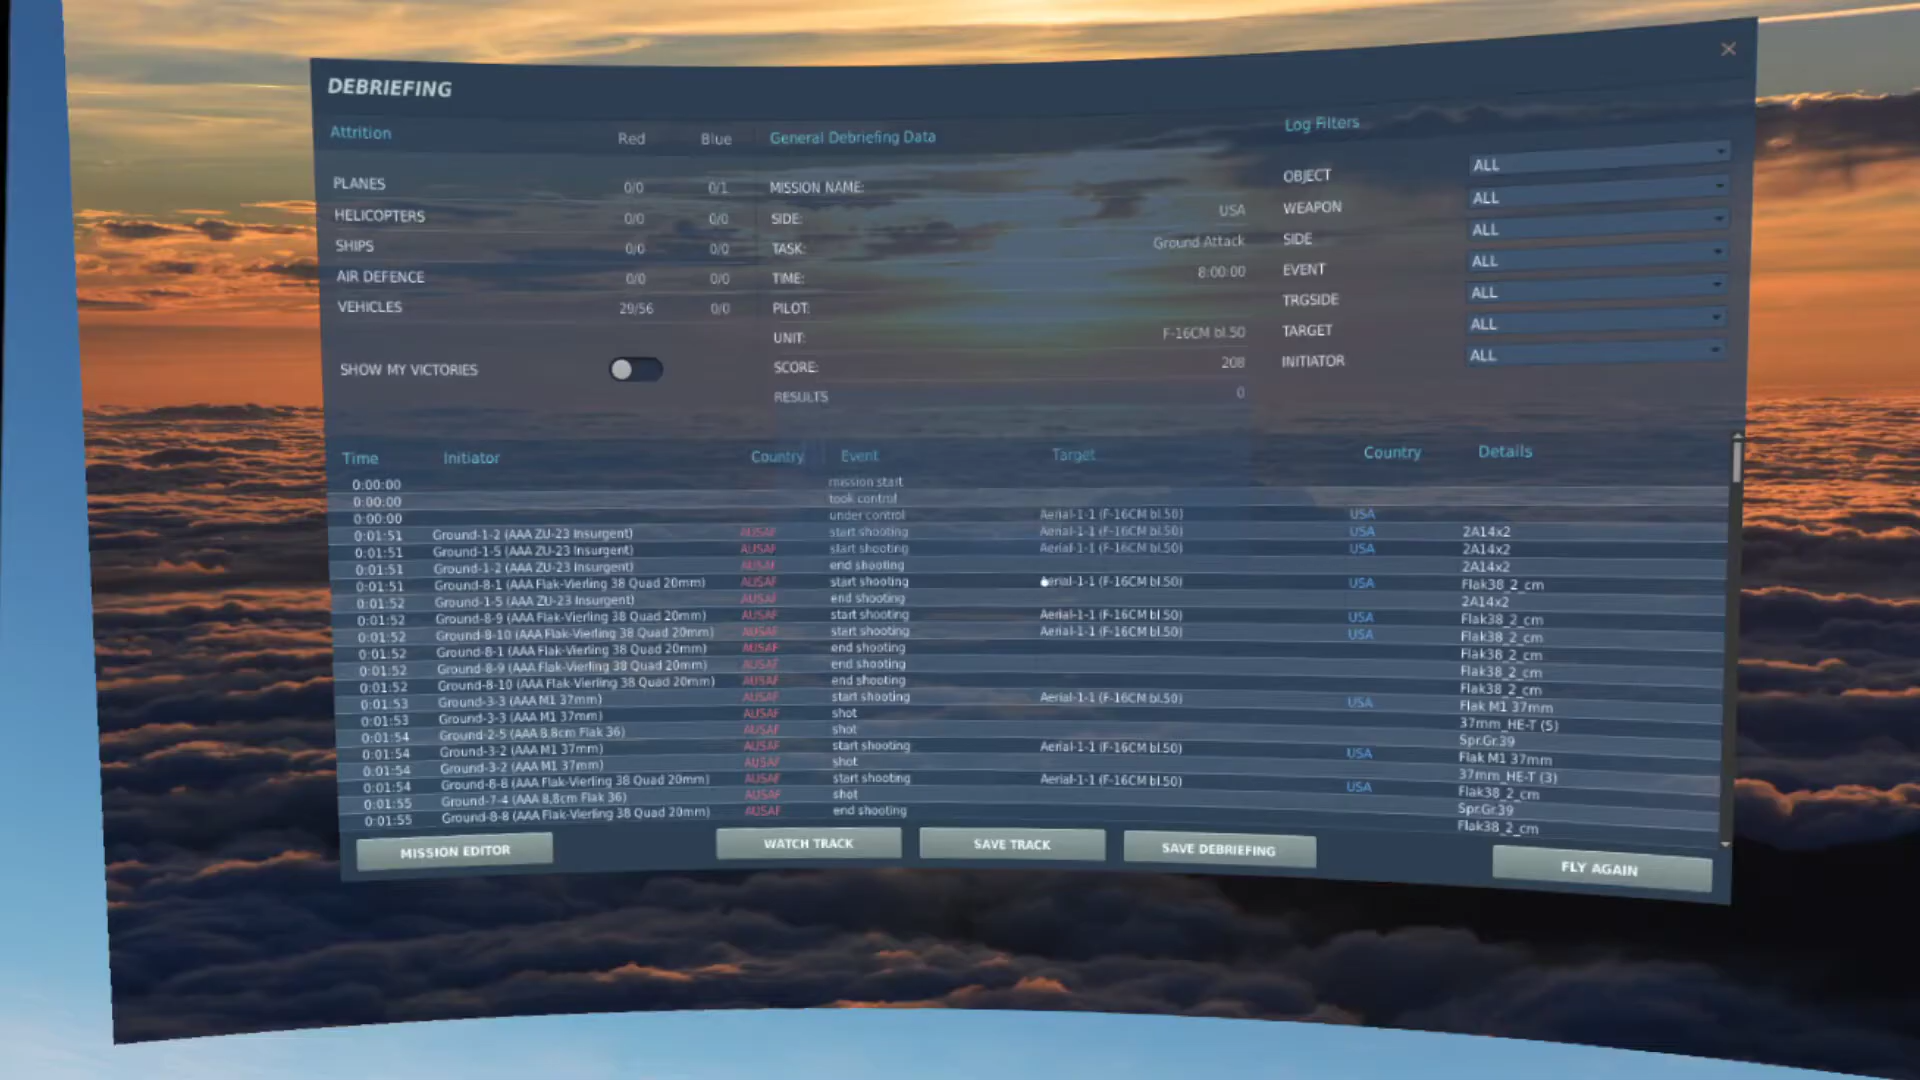 DEBRIEFING
Attrition Red Blue General Debriefing Data Log Filters
PLANES 0/0 0/1 MISSION NAME: OBJECT ALL
HELICOPTERS 0/0 0/0 SIDE: USA WEAPON ALL
SHIPS 0/0 0/0 TASK: Ground Attack SIDE ALL
AIR DEFENCE 0/0 0/0 TIME: 8:00:00 EVENT ALL
VEHICLES 29/56 0/0 PILOT: TRGSIDE ALL
UNIT: F-16CM bl.50 TARGET ALL
SHOW MY VICTORIES SCORE: 208 INITIATOR ALL
RESULTS 0
Time Initiator Country Event Target Country Details
0:00:00 mission start
0:00:00 took control
0:00:00 under control Aerial-1-1 (F-16CM bl.50) USA
0:01:51 Ground-1-2 (AAA ZU-23 Insurgent) AUSAF start shooting Aerial-1-1 (F-16CM bl.50) USA 2A14x2
0:01:51 Ground-1-5 (AAA ZU-23 Insurgent) AUSAF start shooting Aerial-1-1 (F-16CM bl.50) USA 2A14x2
0:01:51 Ground-1-2 (AAA ZU-23 Insurgent) AUSAF end shooting 2A14x2
0:01:51 Ground-8-1 (AAA Flak-Vierling 38 Quad 20mm) AUSAF start shooting Aerial-1-1 (F-16CM bl.50) USA Flak38_2_cm
0:01:52 Ground-1-5 (AAA ZU-23 Insurgent) AUSAF end shooting 2A14x2
0:01:52 Ground-8-9 (AAA Flak-Vierling 38 Quad 20mm) AUSAF start shooting Aerial-1-1 (F-16CM bl.50) USA Flak38_2_cm
0:01:52 Ground-8-10 (AAA Flak-Vierling 38 Quad 20mm) AUSAF start shooting Aerial-1-1 (F-16CM bl.50) USA Flak38_2_cm
0:01:52 Ground-8-1 (AAA Flak-Vierling 38 Quad 20mm) AUSAF end shooting Flak38_2_cm
0:01:52 Ground-8-9 (AAA Flak-Vierling 38 Quad 20mm) AUSAF end shooting Flak38_2_cm
0:01:52 Ground-8-10 (AAA Flak-Vierling 38 Quad 20mm) AUSAF end shooting Flak38_2_cm
0:01:53 Ground-3-3 (AAA M1 37mm) AUSAF start shooting Aerial-1-1 (F-16CM bl.50) USA Flak M1 37mm
0:01:53 Ground-3-3 (AAA M1 37mm) AUSAF shot 37mm_HE-T (5)
0:01:54 Ground-2-5 (AAA 8,8cm Flak 36) AUSAF shot Spr.Gr.39
0:01:54 Ground-3-2 (AAA M1 37mm) AUSAF start shooting Aerial-1-1 (F-16CM bl.50) USA Flak M1 37mm
0:01:54 Ground-3-2 (AAA M1 37mm) AUSAF shot 37mm_HE-T (3)
0:01:54 Ground-8-8 (AAA Flak-Vierling 38 Quad 20mm) AUSAF start shooting Aerial-1-1 (F-16CM bl.50) USA Flak38_2_cm
0:01:55 Ground-7-4 (AAA 8,8cm Flak 36) AUSAF shot Spr.Gr.39
0:01:55 Ground-8-8 (AAA Flak-Vierling 38 Quad 20mm) AUSAF end shooting Flak38_2_cm
MISSION EDITOR WATCH TRACK SAVE TRACK SAVE DEBRIEFING FLY AGAIN